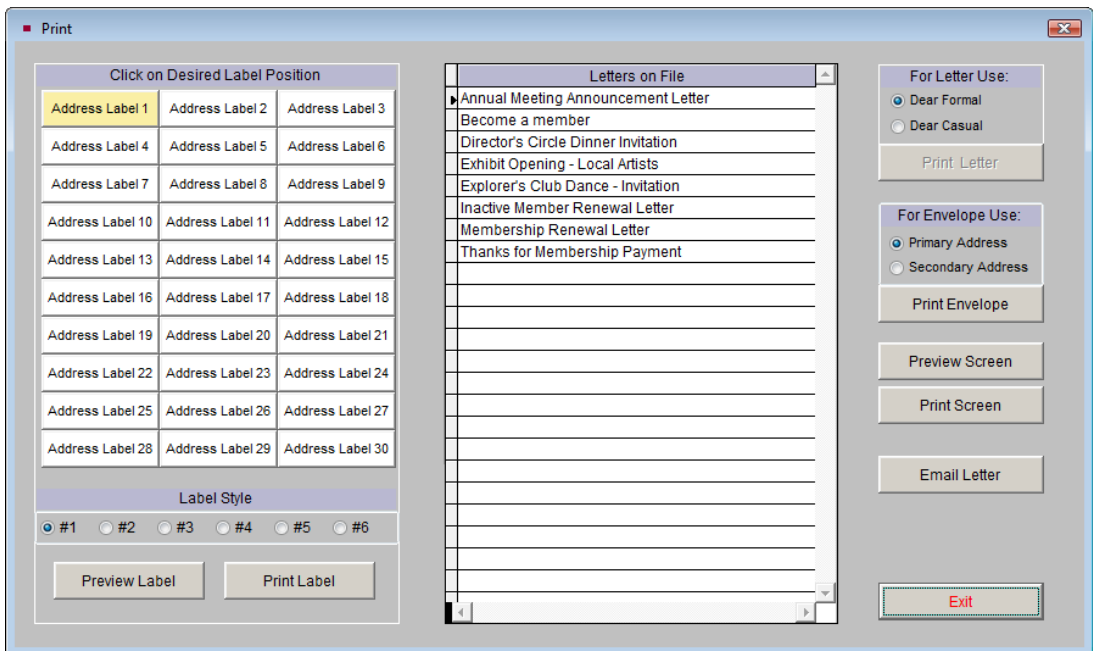 Print
Click on Desired Label Position
Address Label 1 Address Label 2 Address Label 3
Address Label 4 Address Label 5 Address Label 6
Address Label 7 Address Label 8 Address Label 9
Address Label 10 Address Label 11 Address Label 12
Address Label 13 Address Label 14 Address Label 15
Address Label 16 Address Label 17 Address Label 18
Address Label 19 Address Label 20 Address Label 21
Address Label 22 Address Label 23 Address Label 24
Address Label 25 Address Label 26 Address Label 27
Address Label 28 Address Label 29 Address Label 30
Label Style
#1 #2 #3 #4 #5 #6
Preview Label Print Label
Letters on File
Annual Meeting Announcement Letter
Become a member
Director's Circle Dinner Invitation
Exhibit Opening - Local Artists
Explorer's Club Dance - Invitation
Inactive Member Renewal Letter
Membership Renewal Letter
Thanks for Membership Payment
For Letter Use:
Dear Formal
Dear Casual
Print Letter
For Envelope Use:
Primary Address
Secondary Address
Print Envelope
Preview Screen
Print Screen
Email Letter
Exit